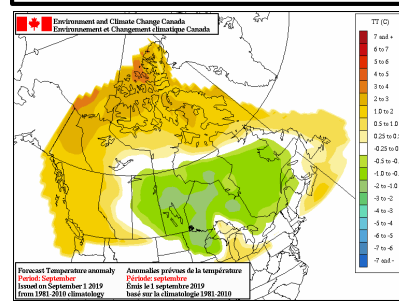 Environment and Climate Change Canada
Environnement et Changement climatique Canada
TT (C)
7 and +
6 to 7
5 to 6
4 to 5
3 to 4
2 to 3
1.0 to 2
0.5 to 1.0
0.25 to 0.
-0.25 to 0
-0.5 to -0.
-1.0 to -0.
-2 to -1.0
-3 to -2
-4 to -3
-5 to -4
-6 to -5
-7 to -6
-7 and -
Forecast Temperature anomaly
Period: September
Issued on September 1 2019
from 1981-2010 climatology
Anomalies prévues de la température
Période: septembre
Émis le 1 septembre 2019
basé sur la climatologie 1981-2010